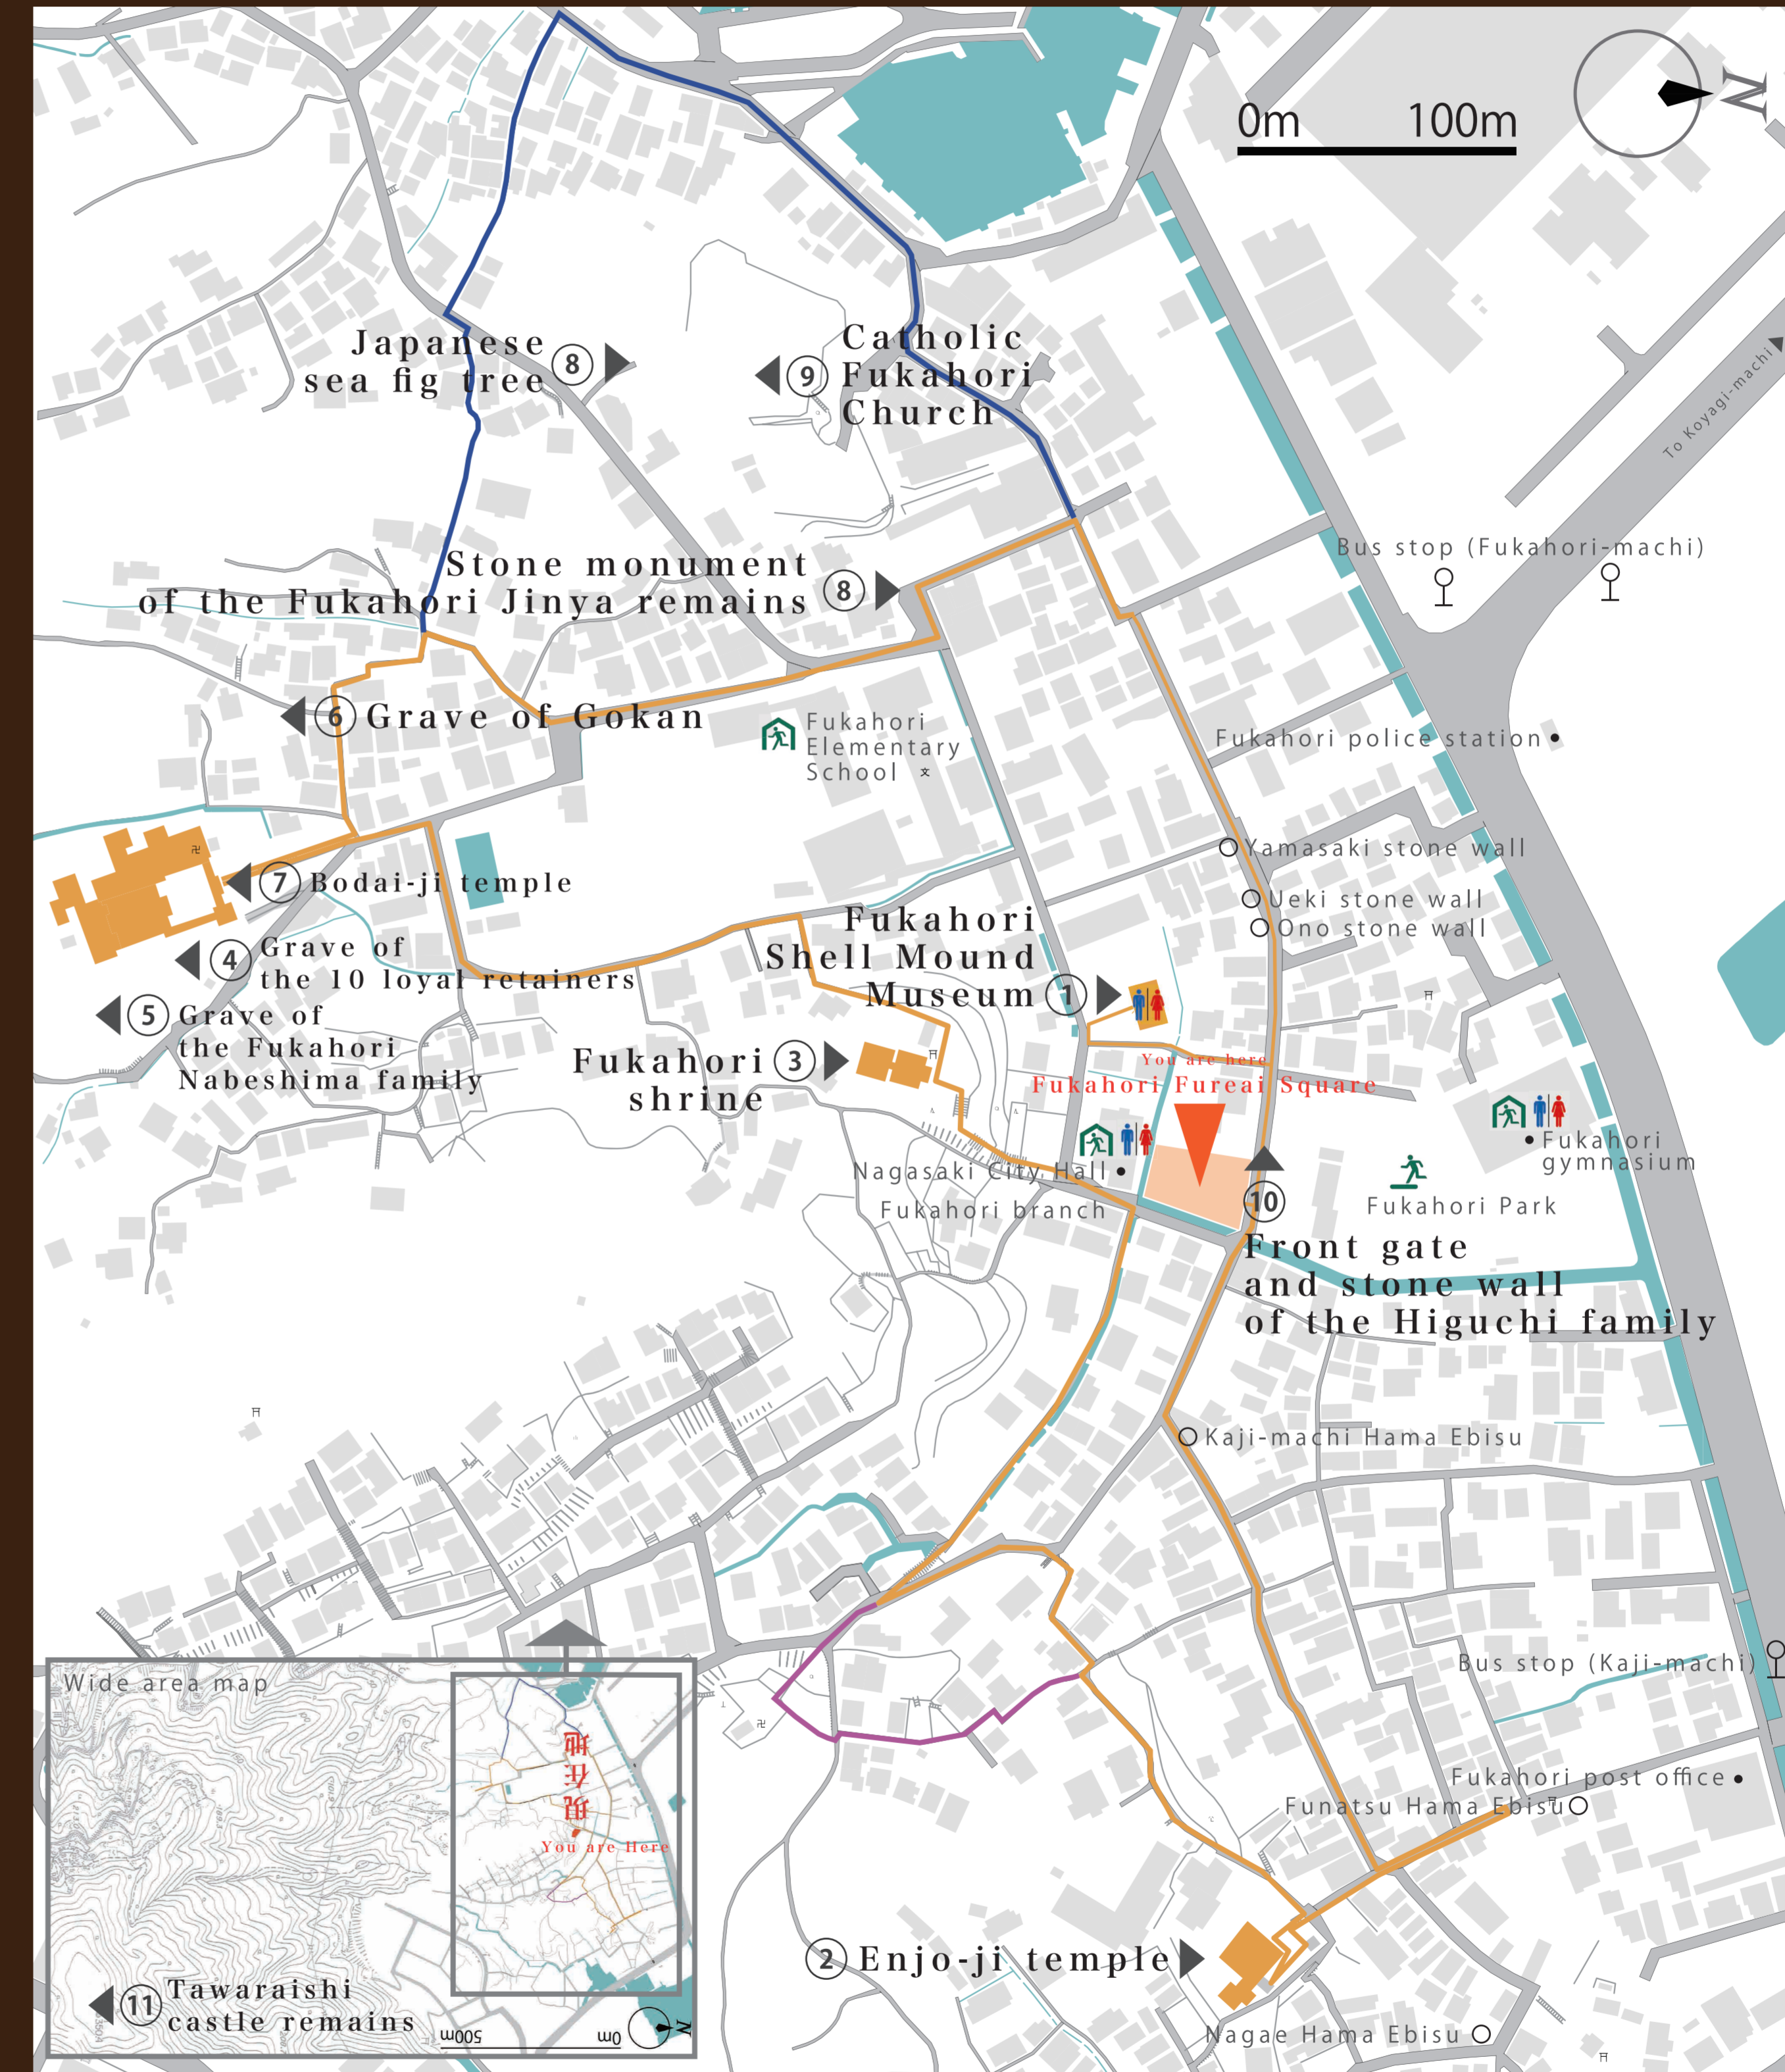 0m 100m
N
Japanese
sea fig tree
8
9
Catholic
Fukahori
Church
To Koyagi-machi
Bus stop (Fukahori-machi)
Stone monument
of the Fukahori Jinya remains
8
6 Grave of Gokan
Fukahori
Elementary
School 文
Fukahori police station
Yamasaki stone wall
Ueki stone wall
Ono stone wall
卍
7 Bodai-ji temple
4 Grave of
the 10 loyal retainers
5 Grave of
the Fukahori
Nabeshima family
Fukahori
Shell Mound
Museum 1
Fukahori 3
shrine
You are here
Fukahori Fureai Square
Nagasaki City Hall
Fukahori branch
Fukahori
gymnasium
Fukahori Park
10
Front gate
and stone wall
of the Higuchi family
Kaji-machi Hama Ebisu
Bus stop (Kaji-machi)
卍
Fukahori post office
Funatsu Hama Ebisu
2 Enjo-ji temple
Nagae Hama Ebisu
Wide area map
現在地
You are Here
11 Tawaraishi
castle remains
500m 0m
N